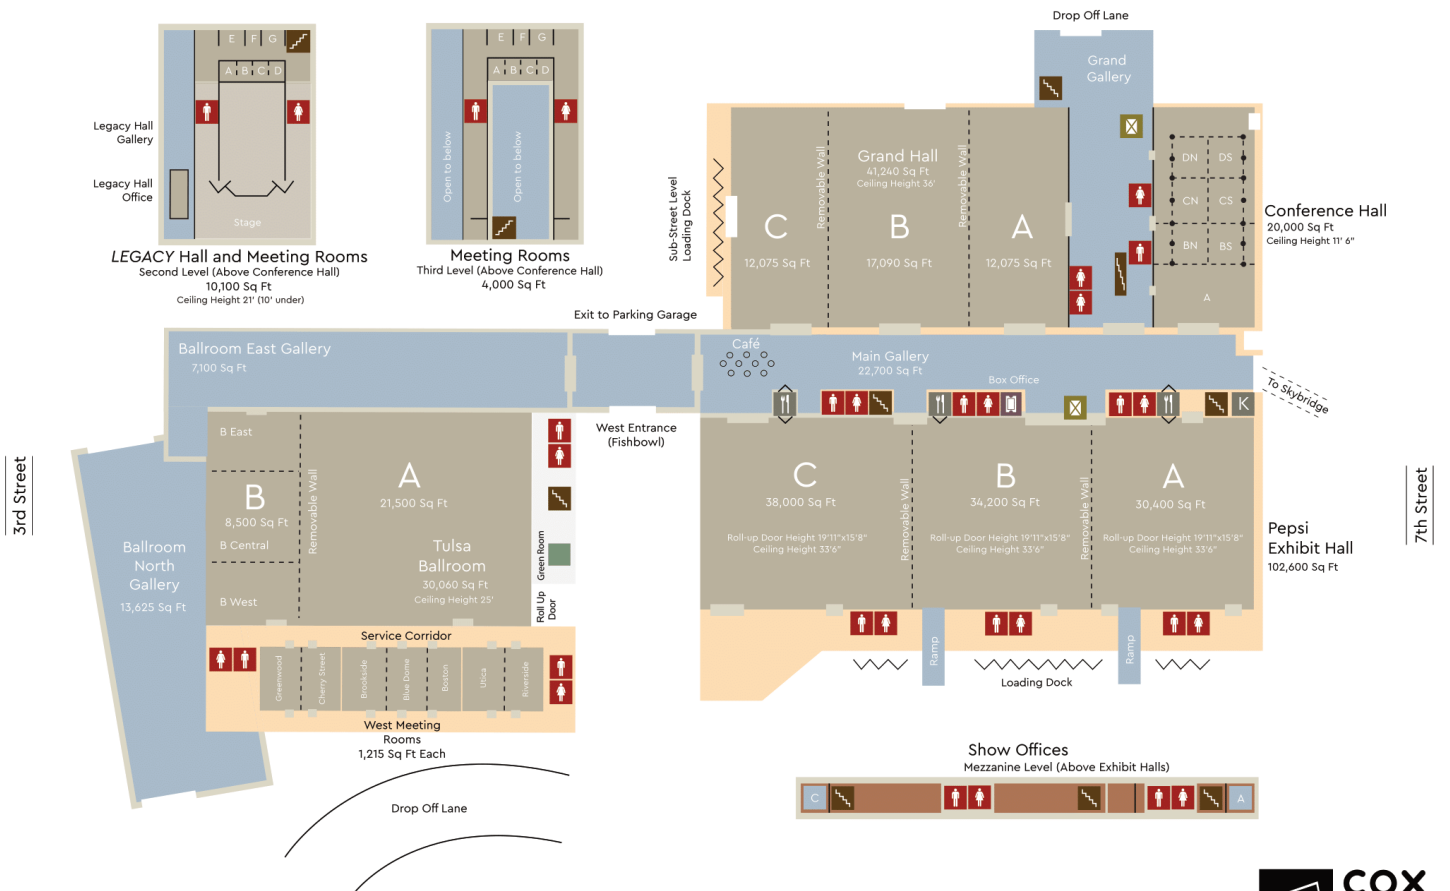 Drop Off Lane
E F G
A B C D
Legacy Hall
Gallery
Legacy Hall
Office
Stage
LEGACY Hall and Meeting Rooms
Second Level (Above Conference Hall)
10,100 Sq Ft
Ceiling Height 21' (10' under)
E F G
A B C D
Open to below
Open to below
Meeting Rooms
Third Level (Above Conference Hall)
4,000 Sq Ft
Grand
Gallery
Sub-Street Level
Loading Dock
Removable Wall
Removable Wall
Grand Hall
41,240 Sq Ft
Ceiling Height 36'
C
12,075 Sq Ft
B
17,090 Sq Ft
A
12,075 Sq Ft
DN DS
CN CS
BN BS
A
Conference Hall
20,000 Sq Ft
Ceiling Height 11' 6"
Exit to Parking Garage
Ballroom East Gallery
7,100 Sq Ft
Café
Main Gallery
22,700 Sq Ft
Box Office
K
To Skybridge
West Entrance
(Fishbowl)
3rd Street
7th Street
B East
B
8,500 Sq Ft
B Central
B West
Removable Wall
A
21,500 Sq Ft
Tulsa
Ballroom
30,060 Sq Ft
Ceiling Height 25'
Green Room
Roll Up
Door
Ballroom
North
Gallery
13,625 Sq Ft
C
38,000 Sq Ft
Roll-up Door Height 19'11"x15'8"
Ceiling Height 33'6"
Removable Wall
B
34,200 Sq Ft
Roll-up Door Height 19'11"x15'8"
Ceiling Height 33'6"
Removable Wall
A
30,400 Sq Ft
Roll-up Door Height 19'11"x15'8"
Ceiling Height 33'6"
Pepsi
Exhibit Hall
102,600 Sq Ft
Service Corridor
Greenwood
Cherry Street
Brookside
Blue Dome
Boston
Utica
Riverside
West Meeting
Rooms
1,215 Sq Ft Each
Ramp
Ramp
Loading Dock
Drop Off Lane
Show Offices
Mezzanine Level (Above Exhibit Halls)
C
A
COX